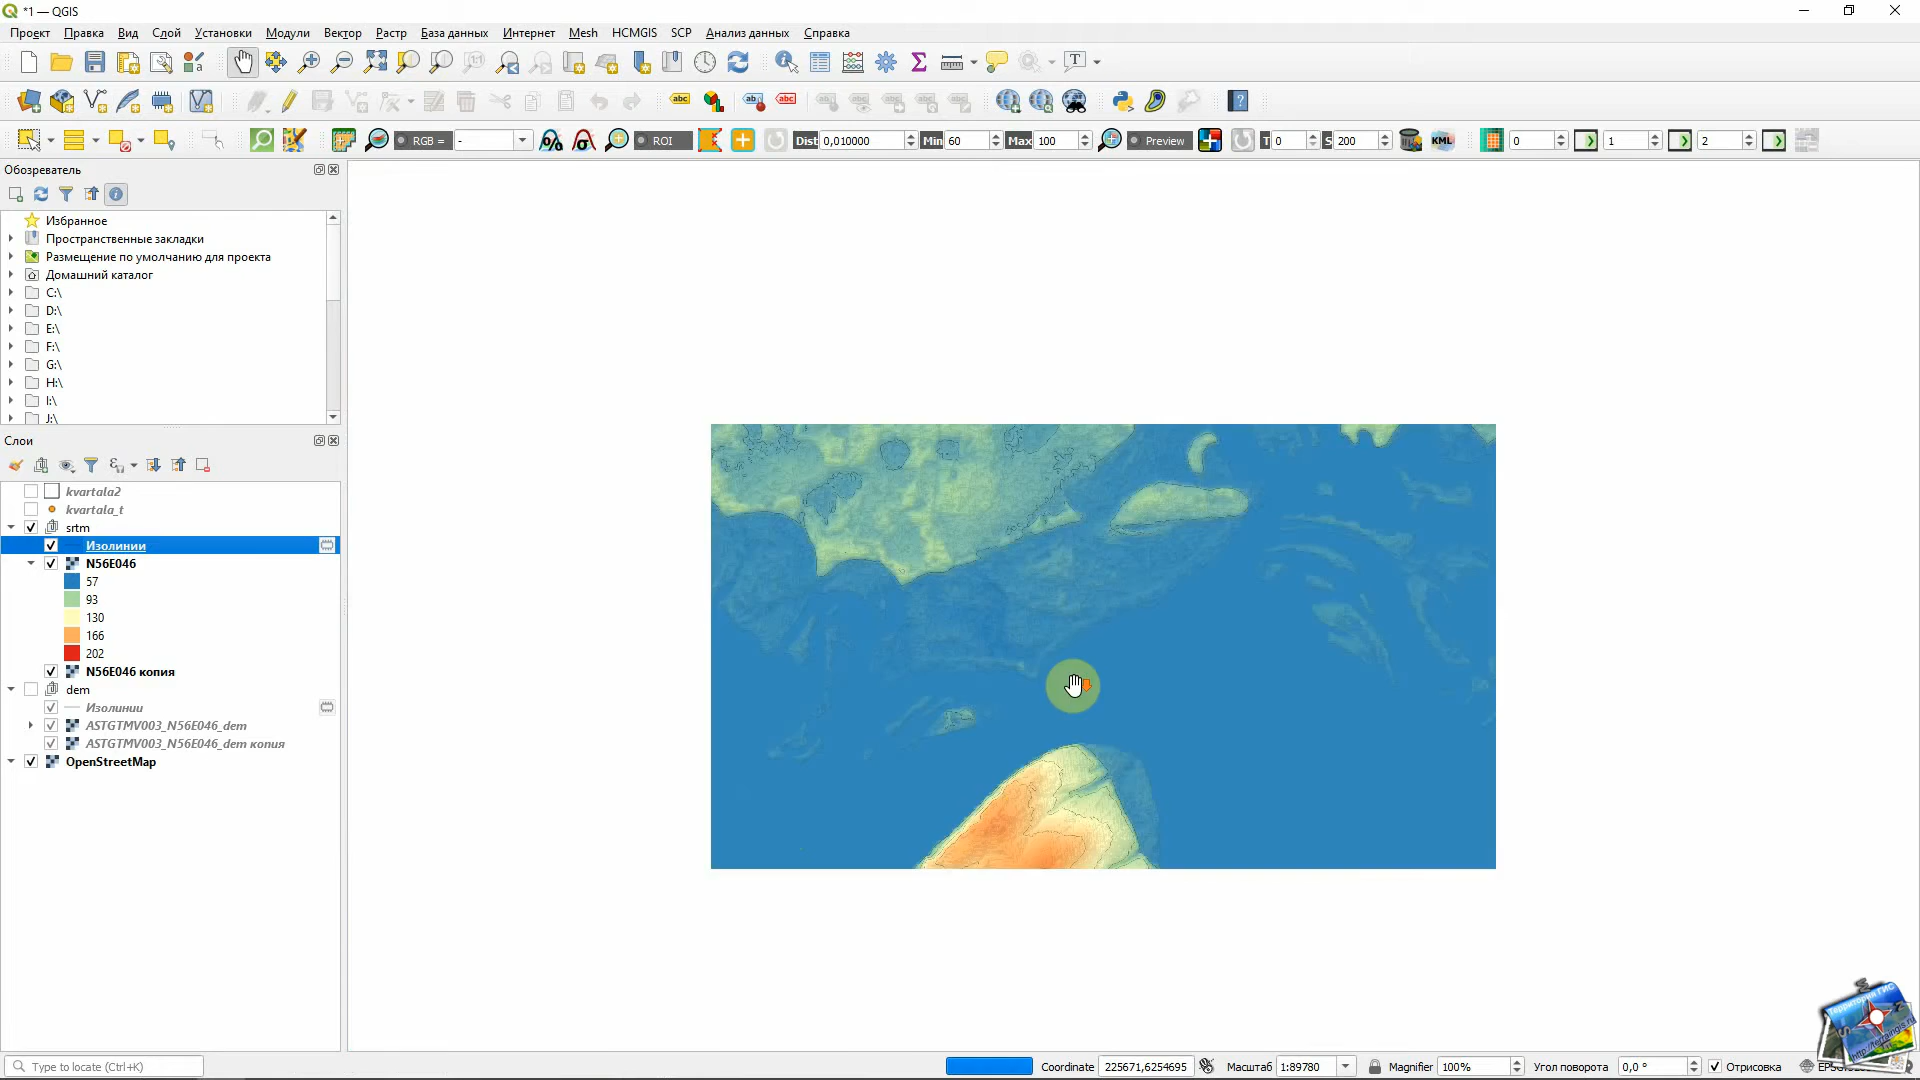 *1 — QGIS
Проект Правка Вид Слой Установки Модули Вектор Растр База данных Интернет Mesh HCMGIS SCP Анализ данных Справка
RGB = - ROI Dist 0,010000 Min 60 Max 100 Preview T 0 S 200 KML 0 1 2
Обозреватель
Избранное
Пространственные закладки
Размещение по умолчанию для проекта
Домашний каталог
C:\
D:\
E:\
F:\
G:\
H:\
I:\
J:\
Слои
kvartala2
kvartala_t
srtm
Изолинии
N56E046
57
93
130
166
202
N56E046 копия
dem
Изолинии
ASTGTMV003_N56E046_dem
ASTGTMV003_N56E046_dem копия
OpenStreetMap
Type to locate (Ctrl+K)
Coordinate 225671,6254695 Масштаб 1:89780 Magnifier 100% Угол поворота 0,0 ° Отрисовка